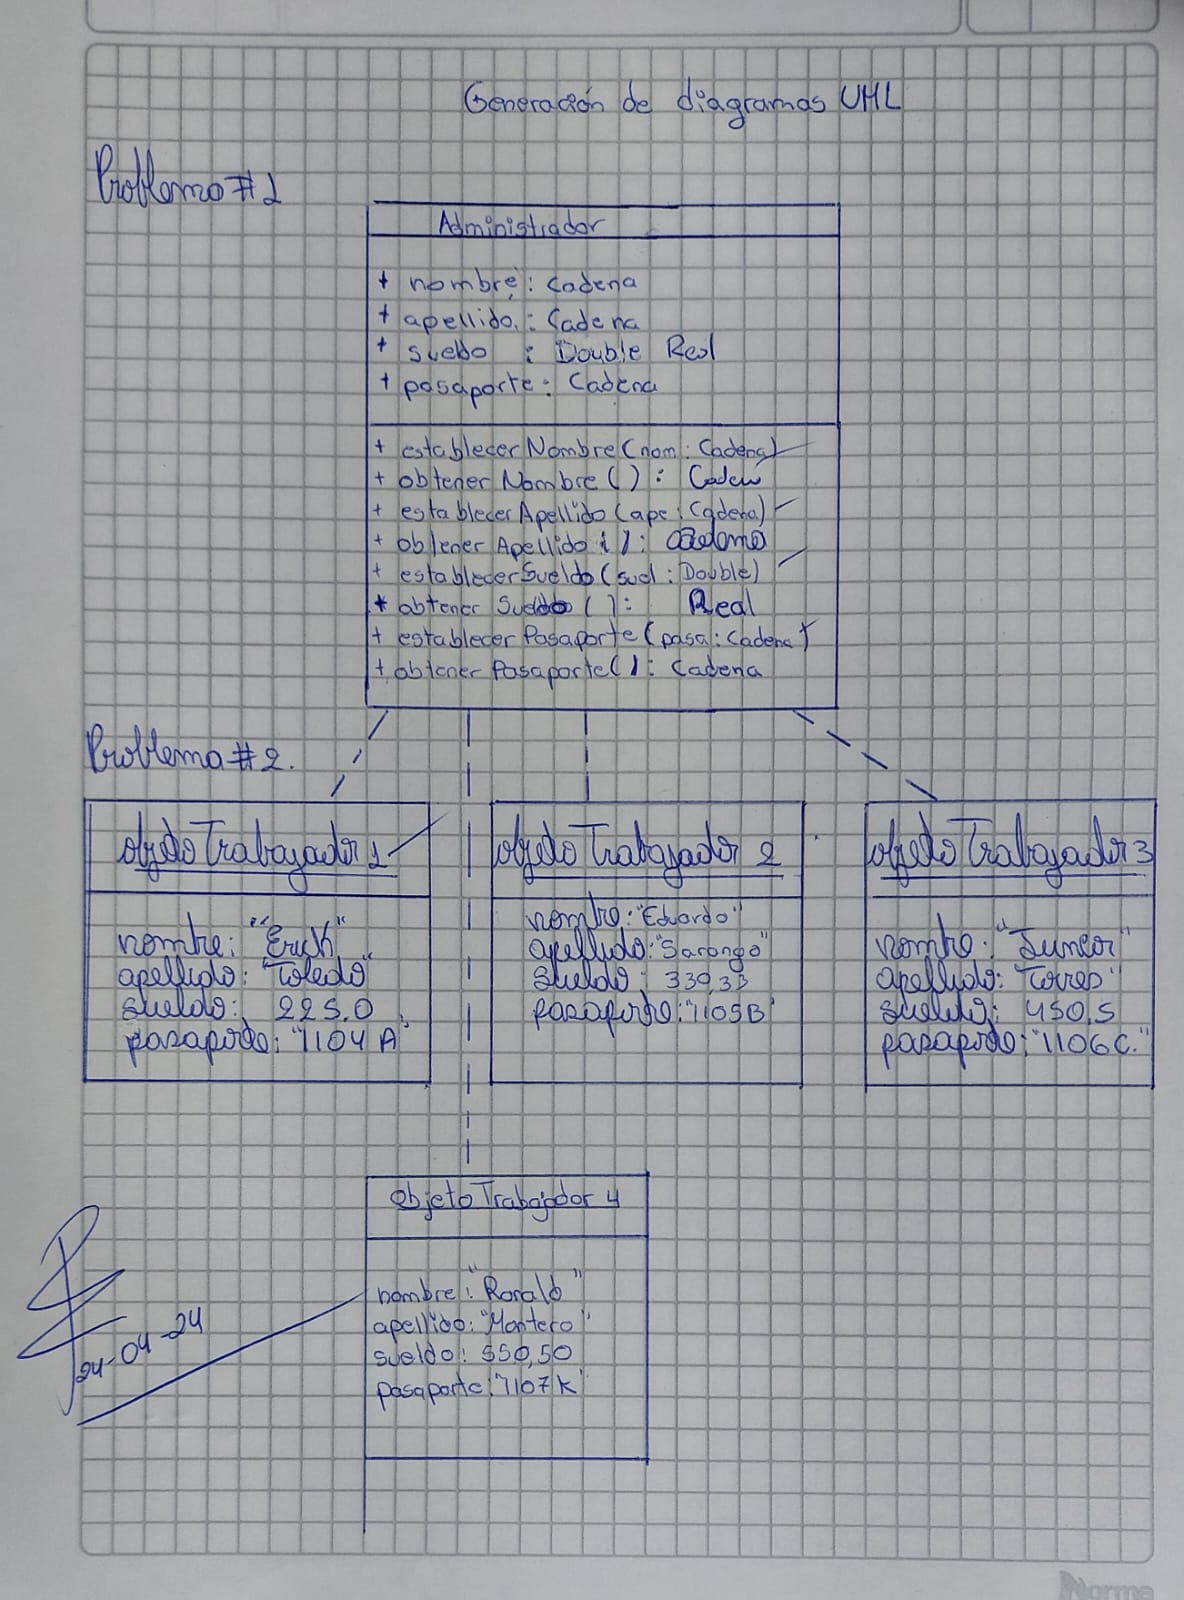 Generación de diagramas UML
Problema #1
Administrador
+ nombre: Cadena
+ apellido: Cadena
+ sueldo : Double Real
+ pasaporte: Cadena
+ establecer Nombre (nom: Cadena)
+ obtener Nombre ( ) : Cadena
+ establecer Apellido (ape: Cadena)
+ obtener Apellido ( ) : Cadena
+ establecer Sueldo (suel : Double)
+ obtener Sueldo ( ) : Real
+ establecer Pasaporte (pasa: Cadena)
+ obtener Pasaporte ( ) : Cadena
Problema #2.
objeto Trabajador 1
nombre: "Erick"
apellido: "Toledo"
sueldo: 225,0
pasaporte: "1104 A"
objeto Trabajador 2
nombre: "Eduardo"
apellido: "Sarango"
sueldo: 339,33
pasaporte: "1105B"
objeto Trabajador 3
nombre: "Junior"
apellido: "Torres"
sueldo: 450,5
pasaporte: "1106C."
objeto Trabajador 4
nombre: "Ronald"
apellido: "Montero"
sueldo: 550,50
pasaporte: "1107K"
24-04-24
Norma